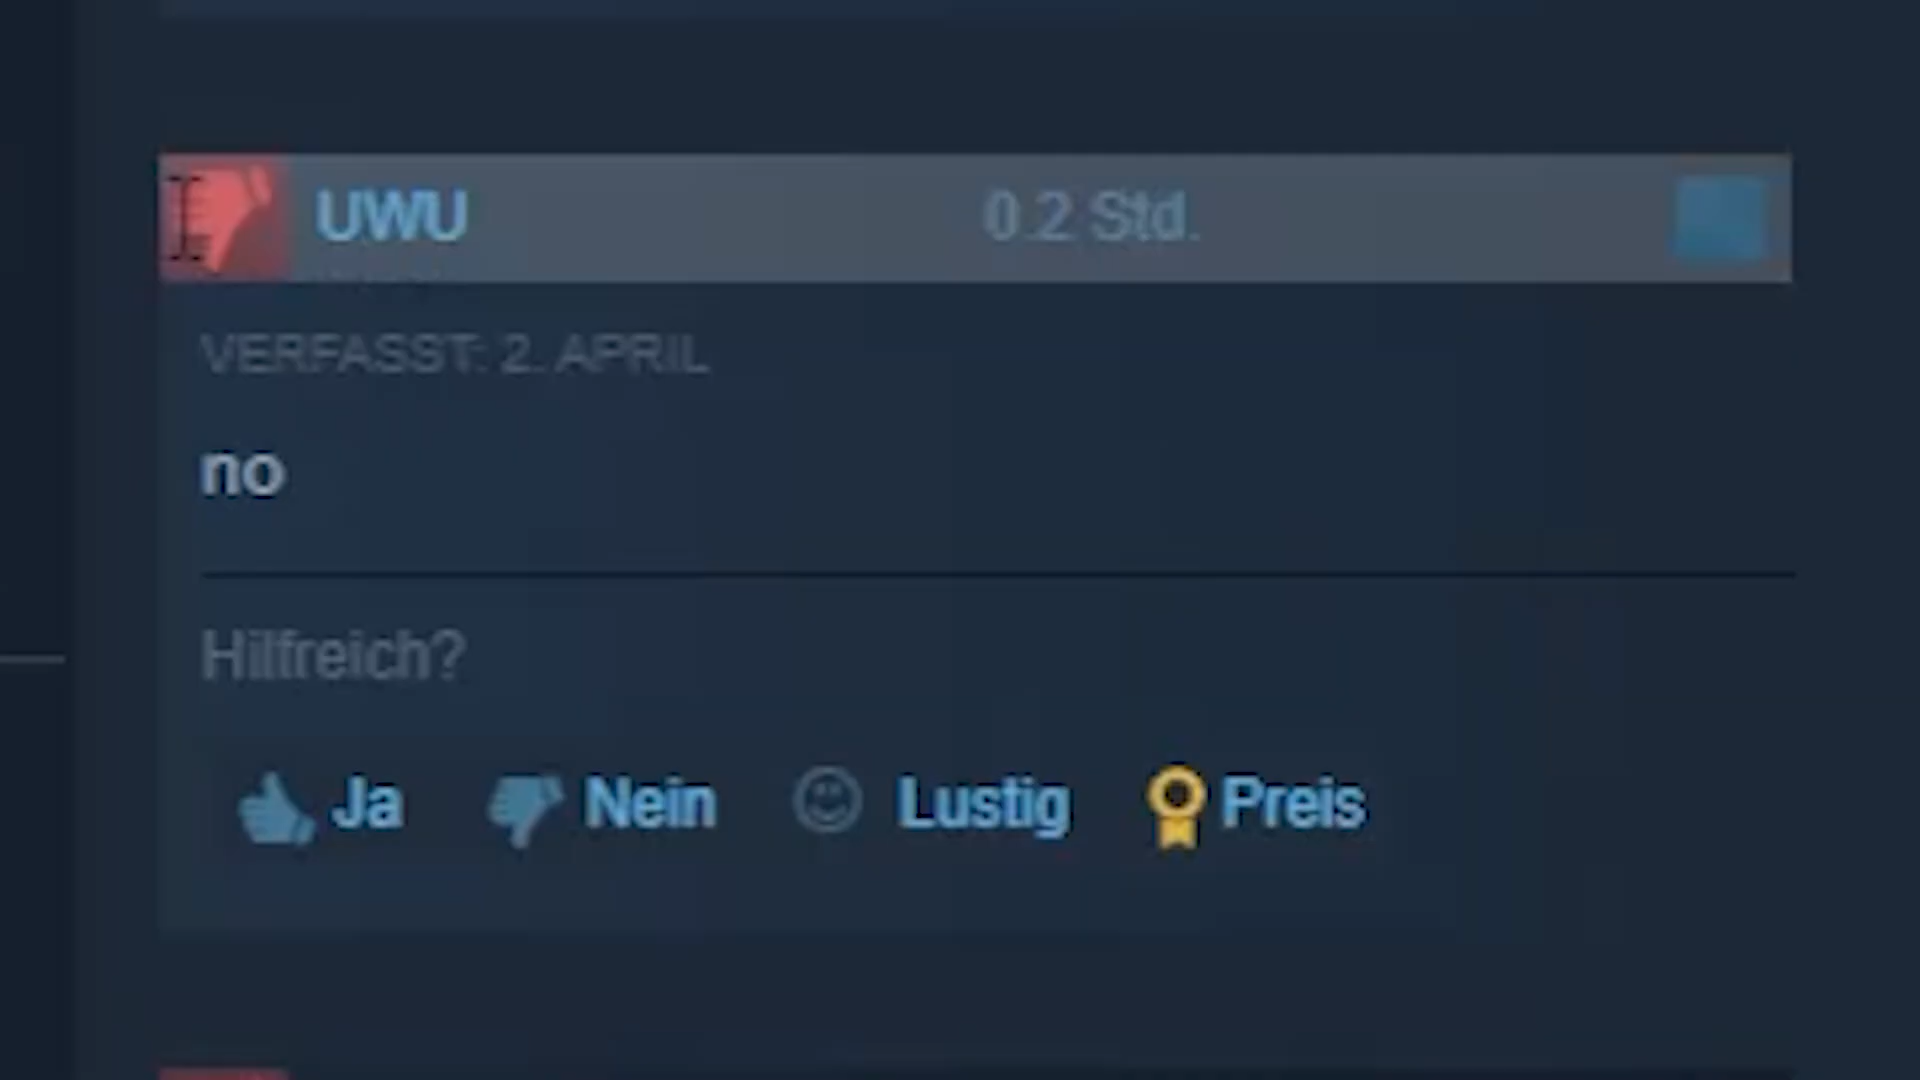 UWU 0.2 Std.
VERFASST: 2. APRIL
no
Hilfreich?
Ja Nein Lustig Preis